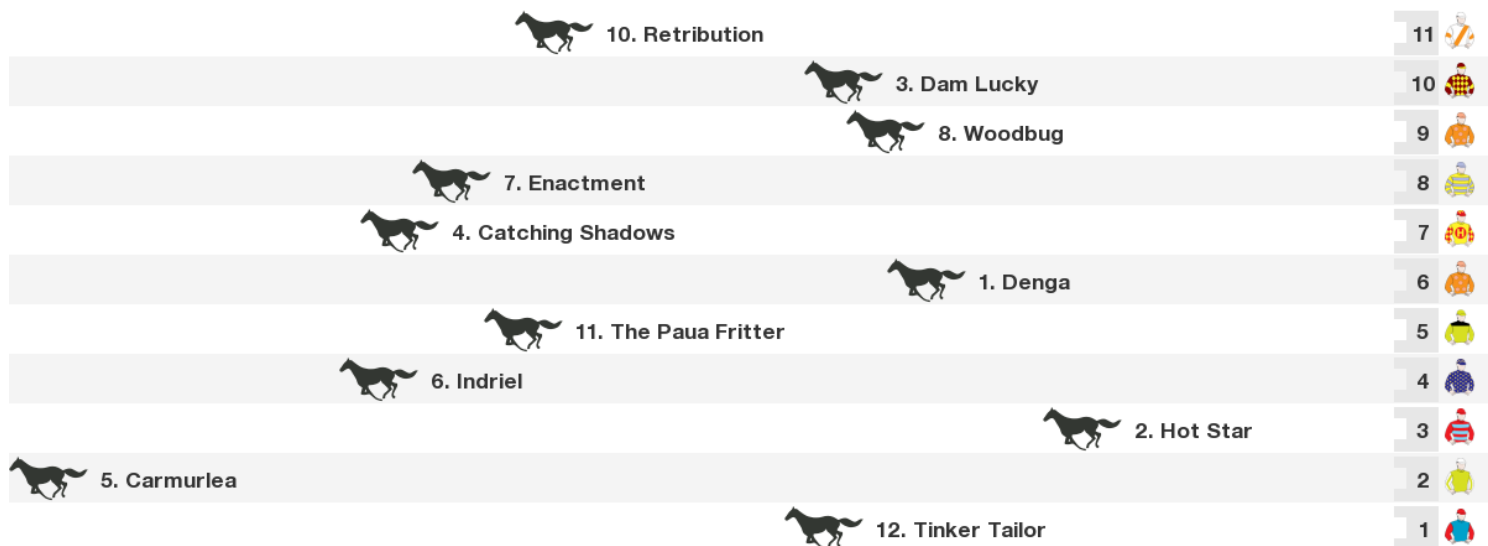 10. Retribution 11
3. Dam Lucky 10
8. Woodbug 9
7. Enactment 8
4. Catching Shadows 7
H
1. Denga 6
11. The Paua Fritter 5
6. Indriel 4
2. Hot Star 3
5. Carmurlea 2
12. Tinker Tailor 1